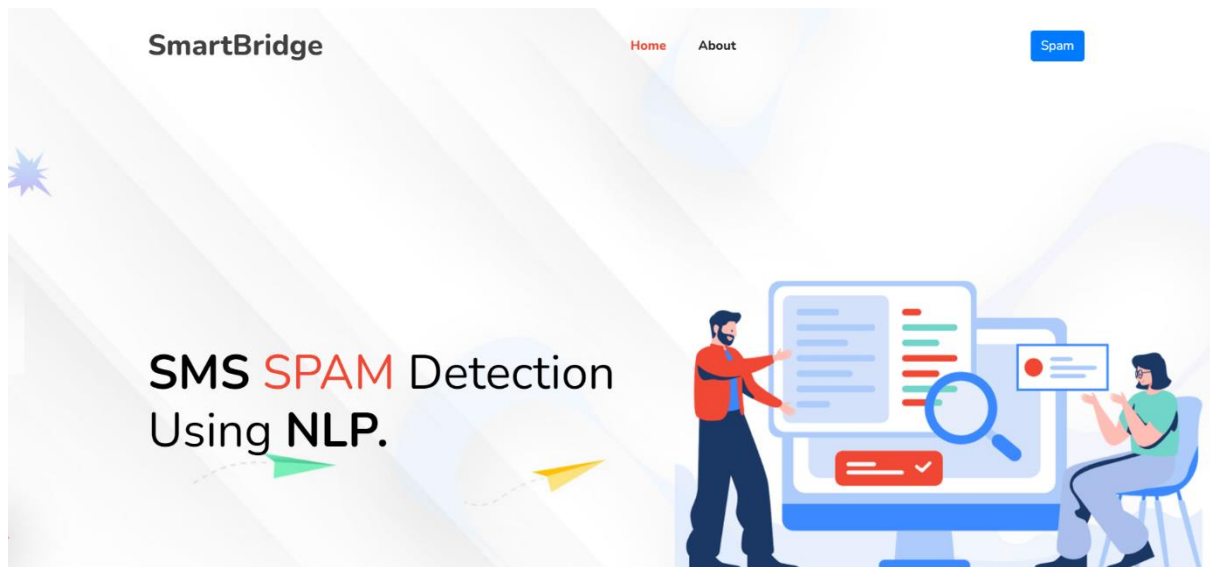 SmartBridge
Home About
Spam
SMS SPAM Detection
Using NLP.